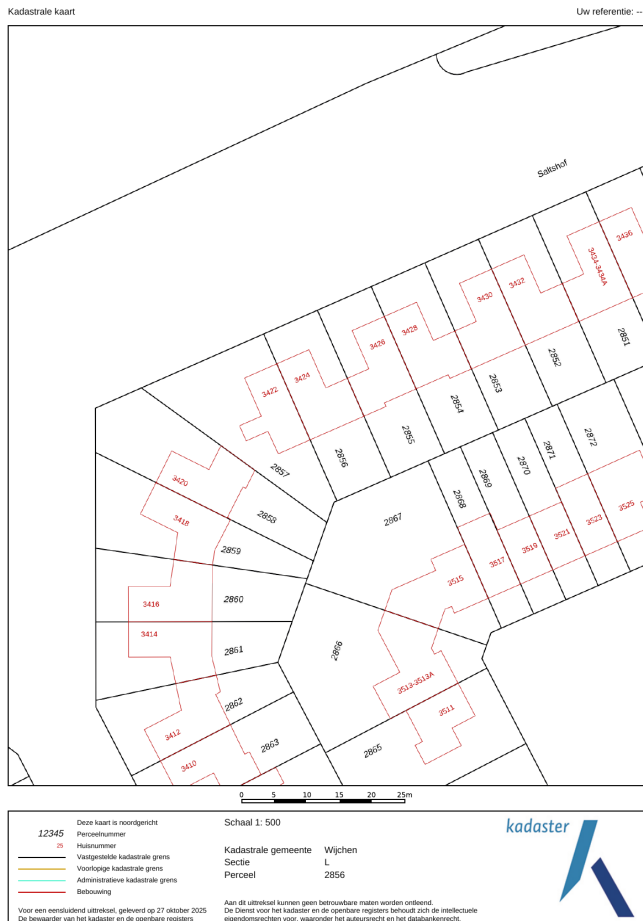 Kadastrale kaart
Uw referentie: --
Saltshof
3436
3434-3434A
3432
3430
2851
3428
3426
2852
3424
3422
2853
2854
2855
2872
2856
2871
2857
2870
3420
2869
2868
2858
2867
3525
3418
3523
3521
2859
3519
3517
3515
2860
3416
3414
2866
2861
3513-3513A
2862
3511
3412
2863
2865
3410
0 5 10 15 20 25m
Deze kaart is noordgericht
12345 Perceelnummer
25 Huisnummer
Vastgestelde kadastrale grens
Voorlopige kadastrale grens
Administratieve kadastrale grens
Bebouwing
Voor een eensluidend uittreksel, geleverd op 27 oktober 2025
De bewaarder van het kadaster en de openbare registers
Schaal 1: 500
Kadastrale gemeente Wijchen
Sectie L
Perceel 2856
Aan dit uittreksel kunnen geen betrouwbare maten worden ontleend.
De Dienst voor het kadaster en de openbare registers behoudt zich de intellectuele
eigendomsrechten voor, waaronder het auteursrecht en het databankenrecht.
kadaster